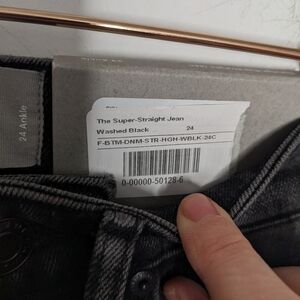 The Super-Straight Jean
Washed Black 24
F-BTM-DNM-STR-HGH-WBLK-24C
0-00000-50128-6
24 Ankle